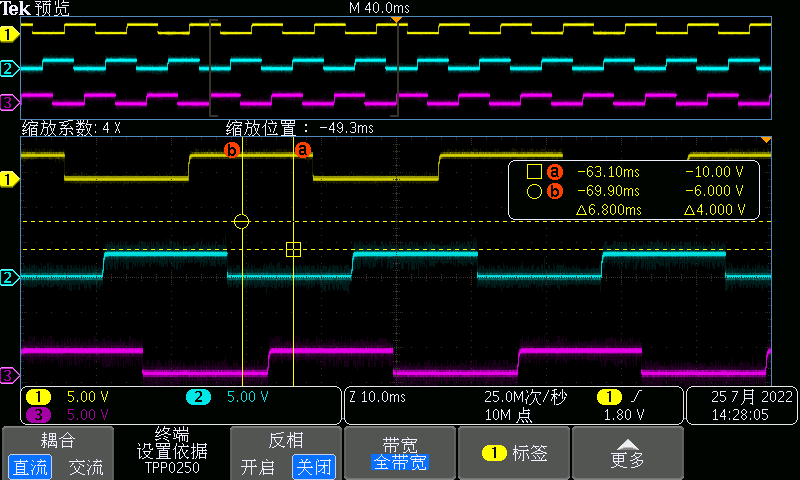 Tek 预览 M 40.0ms
1
2
3
缩放系数: 4 X 缩放位置: -49.3ms
b a
a -63.10ms -10.00 V
1
b -69.90ms -6.000 V
△6.800ms △4.000 V
2
3
1 5.00 V 2 5.00 V Z 10.0ms 25.0M次/秒 1 25 7月 2022
3 5.00 V 10M 点 1.80 V 14:28:05
耦合 终端 反相 带宽 1 标签 更多
直流 交流 设置依据 开启 关闭 全带宽
TPP0250